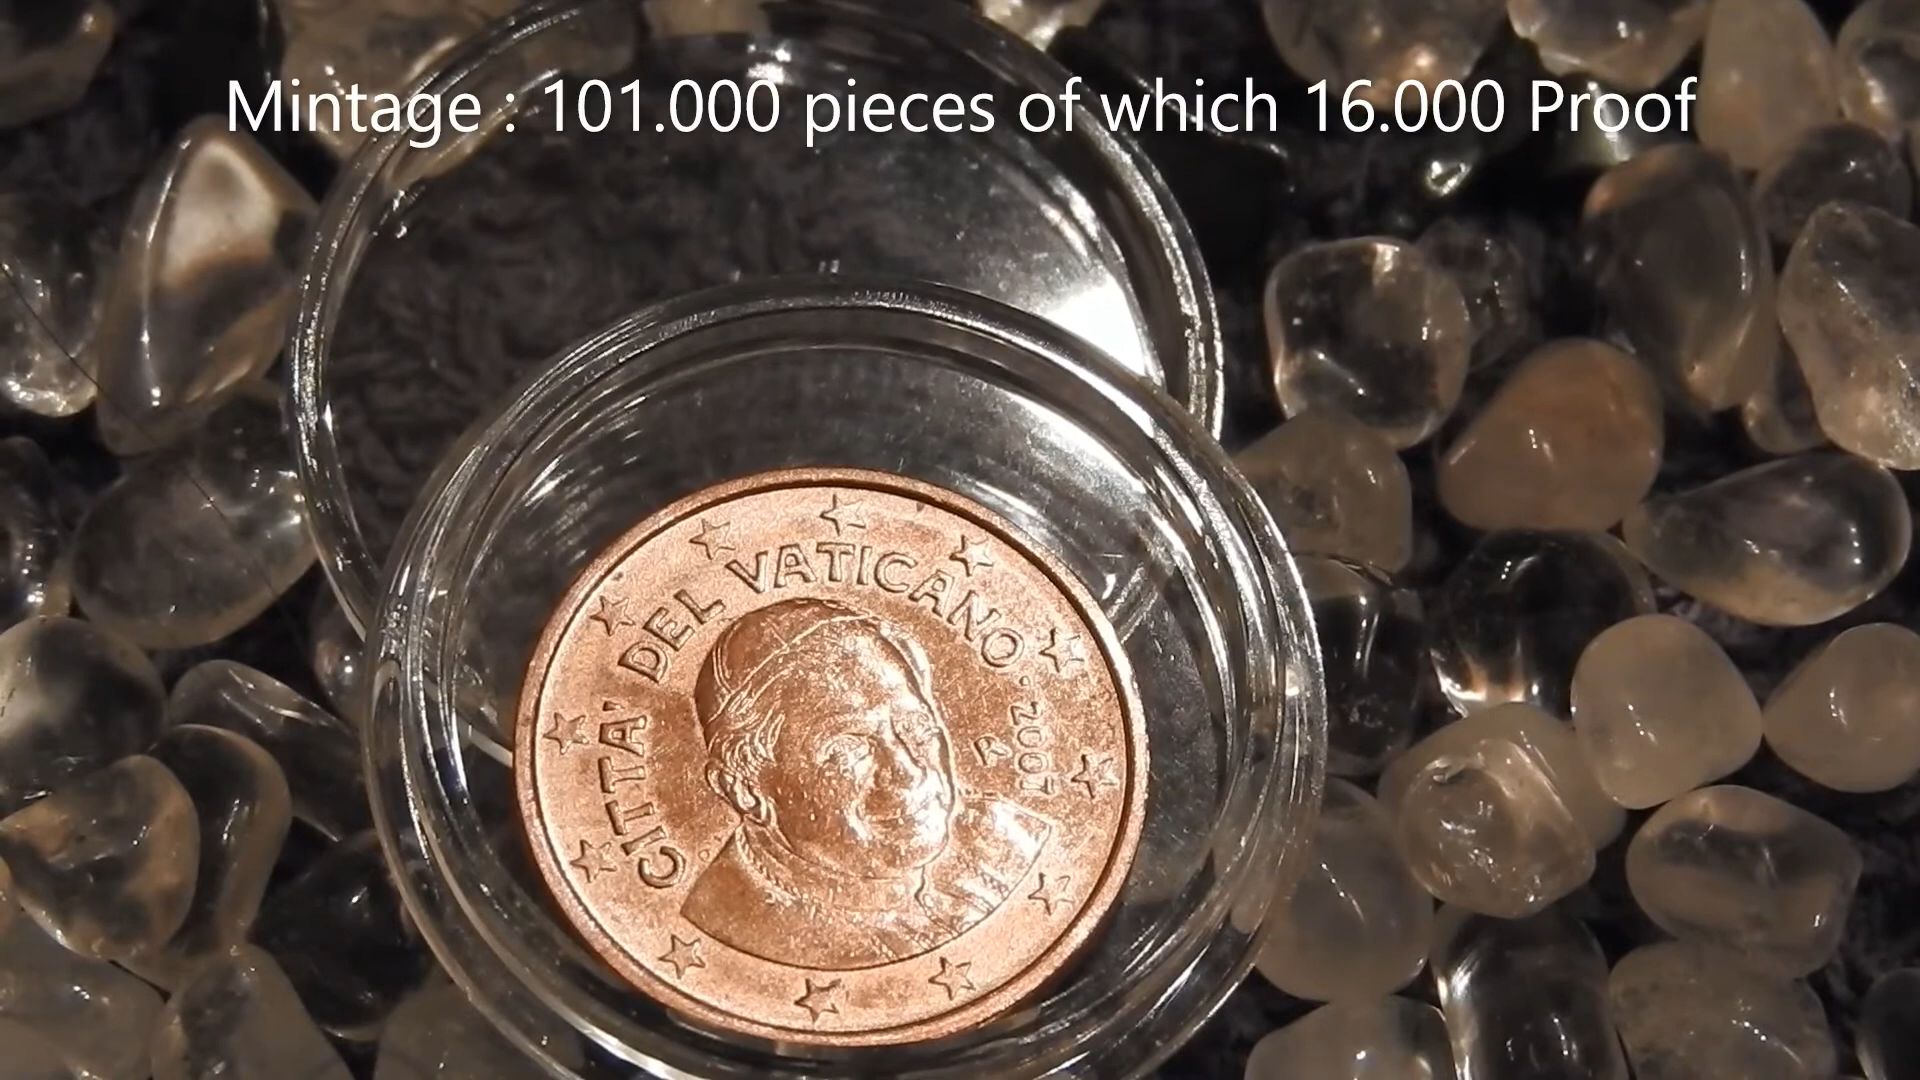 Mintage : 101.000 pieces of which 16.000 Proof
CITTA' DEL VATICANO · 2007
R